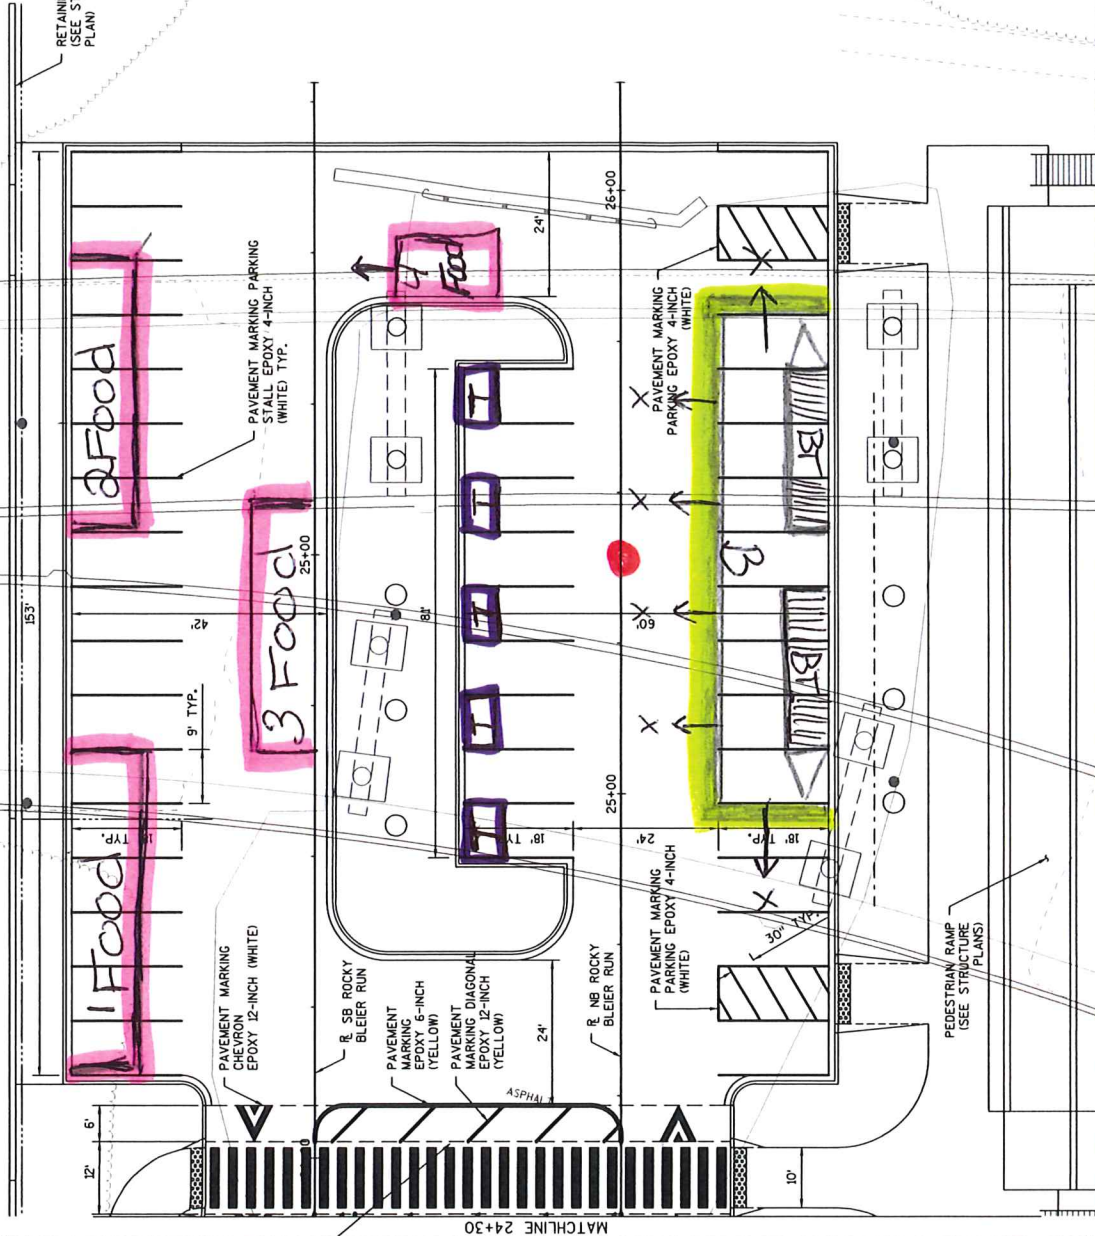 RETAINI
(SEE ST
PLAN)
153'
26+00
24'
2Food
4
Food
PAVEMENT MARKING PARKING
STALL EPOXY 4-INCH
(WHITE) TYP.
PAVEMENT MARKING
PARKING EPOXY 4-INCH
(WHITE)
X
X
X
X
X
X
T
T
T
T
T
BT
BT
B
25+00
3 Food
42'
81'
60'
9' TYP.
25+00
1Food
18' TYP.
18' TYP.
24'
18' TYP.
PAVEMENT MARKING
CHEVRON
EPOXY 12-INCH (WHITE)
PAVEMENT MARKING
PARKING EPOXY 4-INCH
(WHITE)
30" TYP.
PEDESTRIAN RAMP
(SEE STRUCTURE
PLANS)
SB ROCKY
BLEIER RUN
PAVEMENT
MARKING
EPOXY 6-INCH
(YELLOW)
PAVEMENT
MARKING DIAGONAL
EPOXY 12-INCH
(YELLOW)
NB ROCKY
BLEIER RUN
24'
ASPHAL
6'
12'
10'
MATCHLINE 24+30